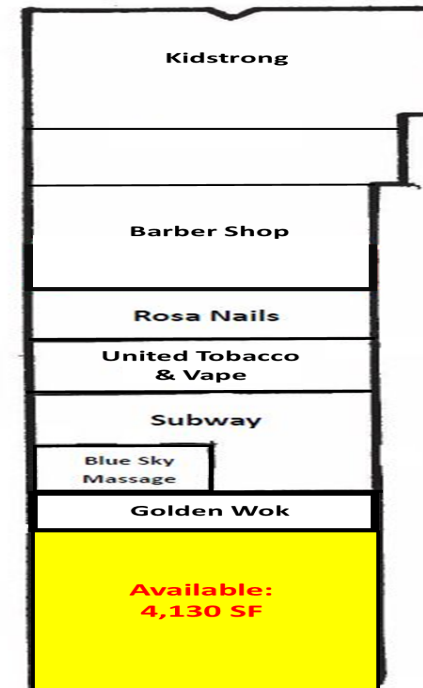 Kidstrong
Barber Shop
Rosa Nails
United Tobacco
& Vape
Subway
Blue Sky
Massage
Golden Wok
Available:
4,130 SF